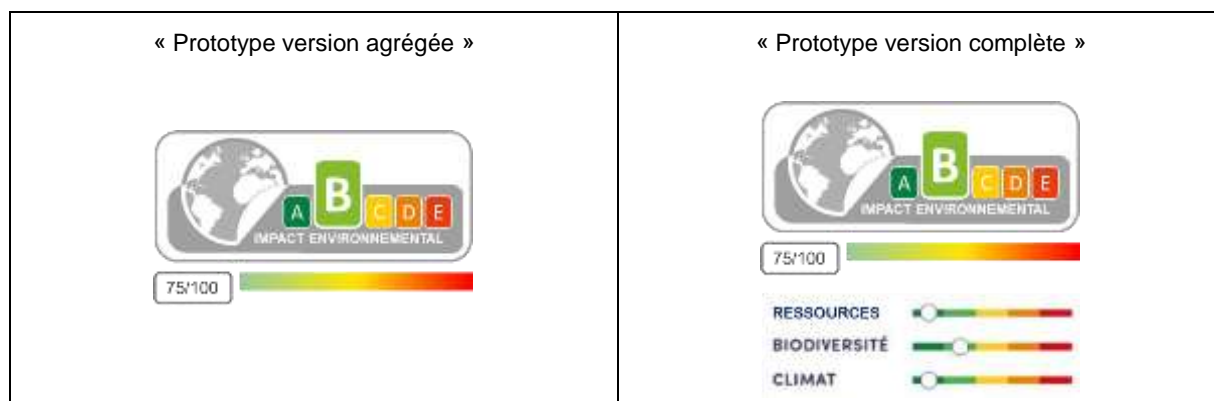 « Prototype version agrégée »
A B C D E
IMPACT ENVIRONNEMENTAL
75/100
« Prototype version complète »
A B C D E
IMPACT ENVIRONNEMENTAL
75/100
RESSOURCES
BIODIVERSITÉ
CLIMAT